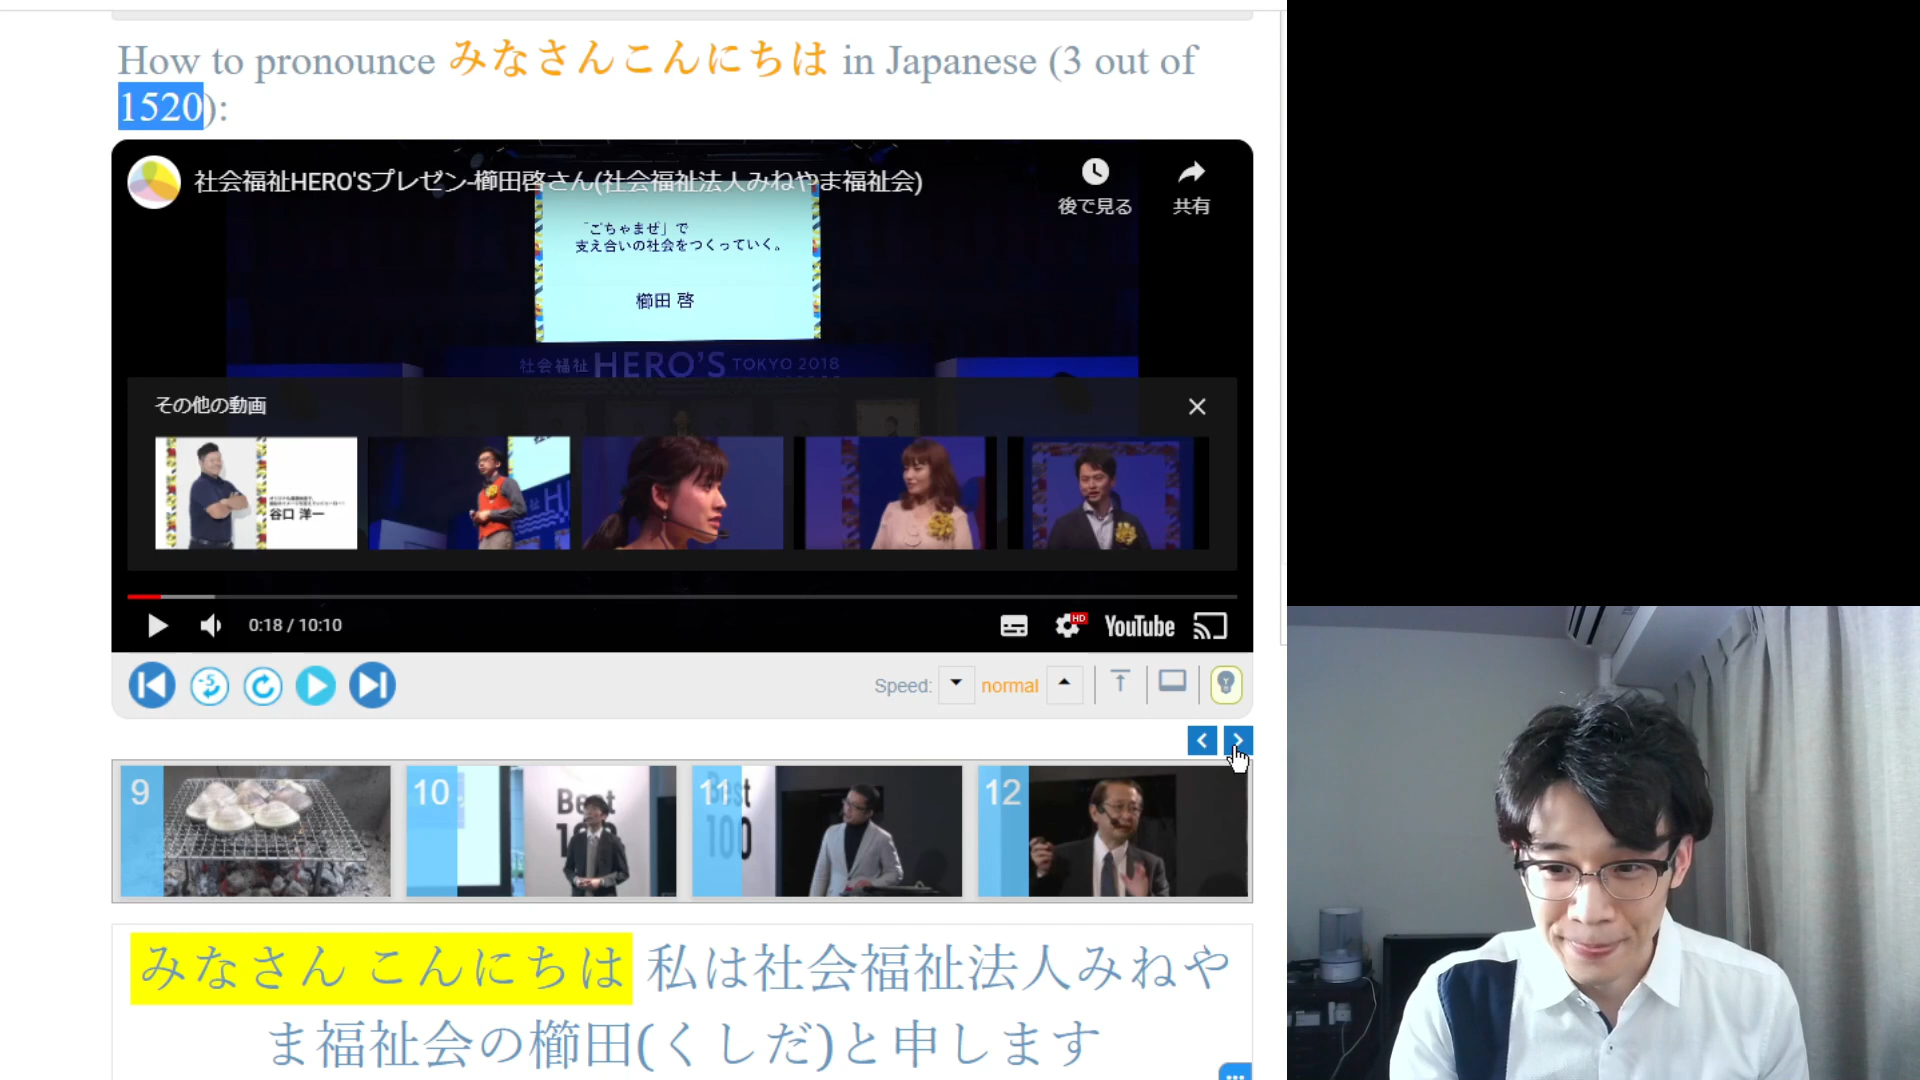 How to pronounce みなさんこんにちは in Japanese (3 out of
1520):
社会福祉HERO'Sプレゼン-櫛田啓さん(社会福祉法人みねやま福祉会)
後で見る
共有
「ごちゃまぜ」で
支え合いの社会をつくっていく。
櫛田 啓
社会福祉 HERO'S TOKYO 2018
その他の動画
谷口 洋一
0:18 / 10:10
HD
YouTube
Speed:
normal
9
10
Best
100
11
Best
100
12
みなさん こんにちは 私は社会福祉法人みねや
ま福祉会の櫛田(くしだ)と申します